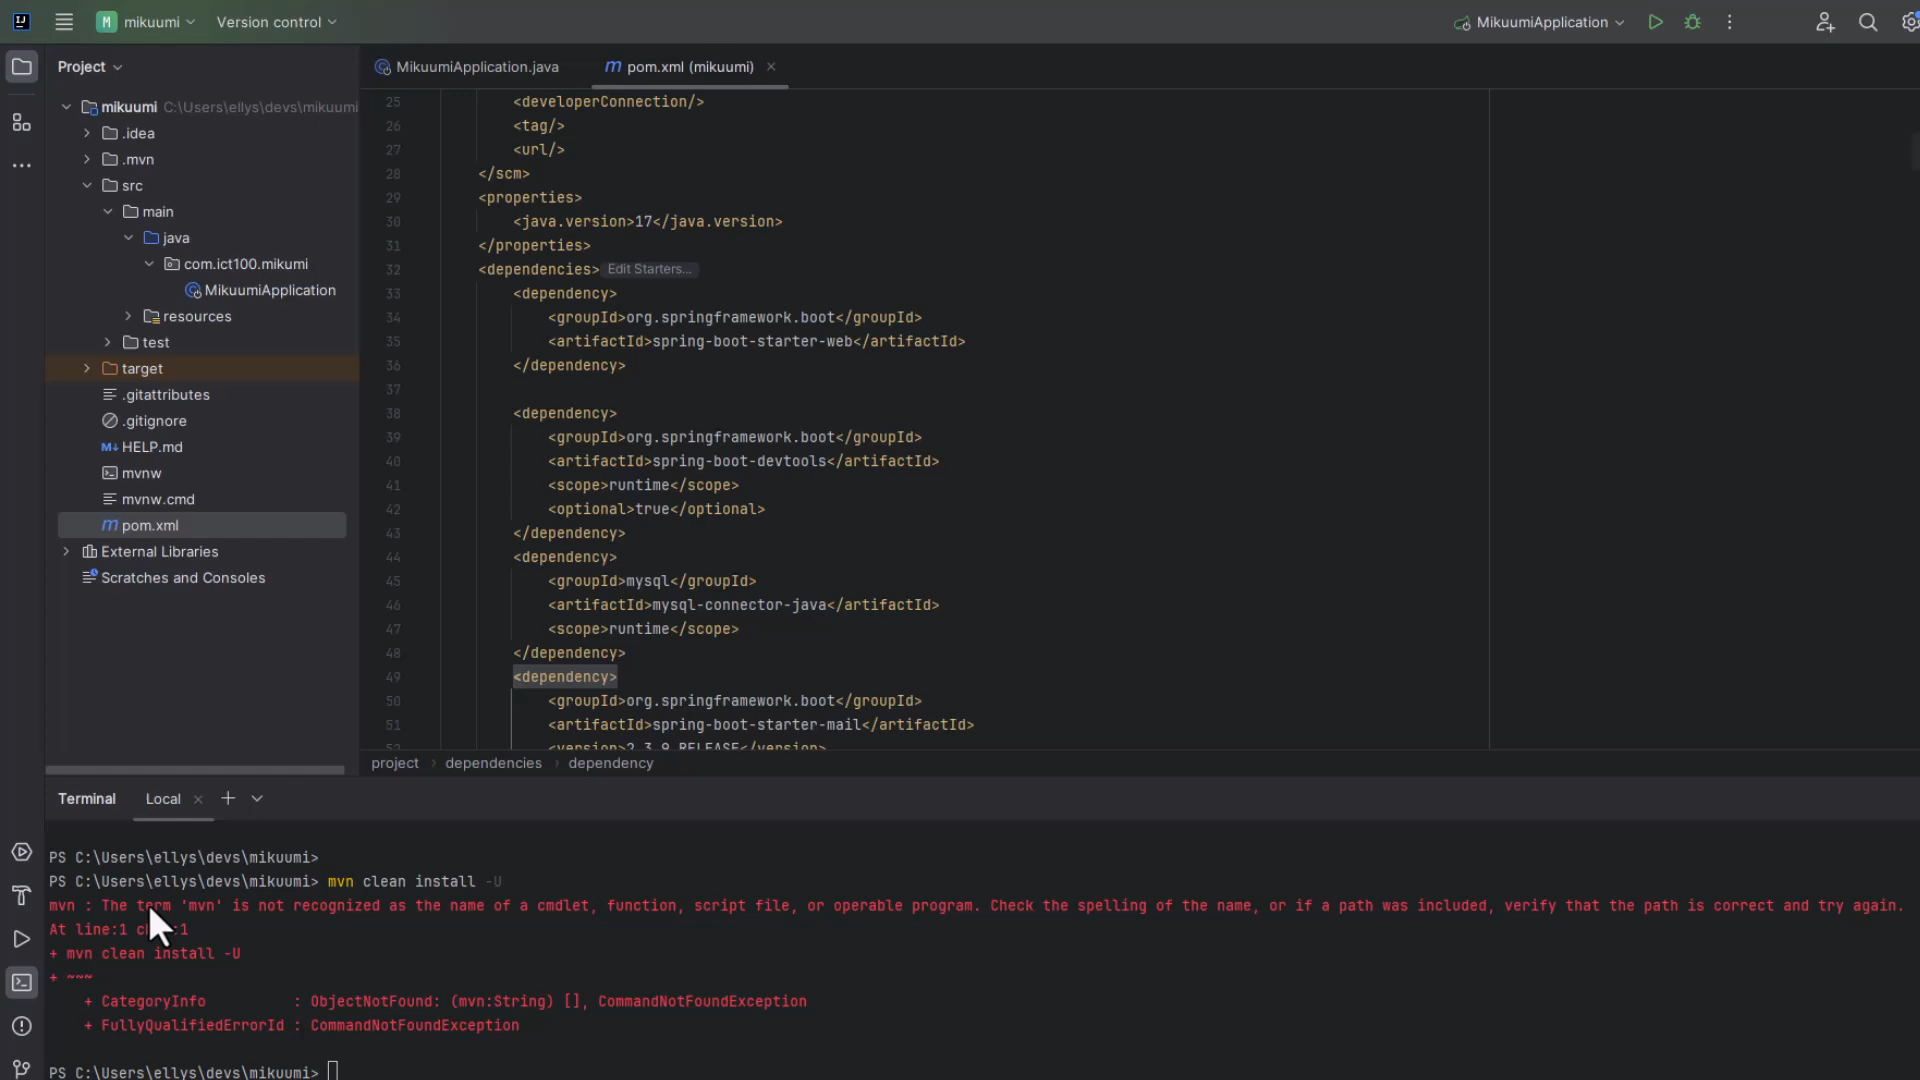 M mikuumi Version control MikuumiApplication
Project
mikuumi C:\Users\ellys\devs\mikuumi
.idea
.mvn
src
main
java
com.ict100.mikumi
MikuumiApplication
resources
test
target
.gitattributes
.gitignore
M↓ HELP.md
mvnw
mvnw.cmd
m pom.xml
External Libraries
Scratches and Consoles
MikuumiApplication.java m pom.xml (mikuumi)
25 <developerConnection/>
26 <tag/>
27 <url/>
28 </scm>
29 <properties>
30 <java.version>17</java.version>
31 </properties>
32 <dependencies> Edit Starters...
33 <dependency>
34 <groupId>org.springframework.boot</groupId>
35 <artifactId>spring-boot-starter-web</artifactId>
36 </dependency>
37
38 <dependency>
39 <groupId>org.springframework.boot</groupId>
40 <artifactId>spring-boot-devtools</artifactId>
41 <scope>runtime</scope>
42 <optional>true</optional>
43 </dependency>
44 <dependency>
45 <groupId>mysql</groupId>
46 <artifactId>mysql-connector-java</artifactId>
47 <scope>runtime</scope>
48 </dependency>
49 <dependency>
50 <groupId>org.springframework.boot</groupId>
51 <artifactId>spring-boot-starter-mail</artifactId>
52 <version>2.3.9.RELEASE</version>
project > dependencies > dependency
Terminal Local
PS C:\Users\ellys\devs\mikuumi>
PS C:\Users\ellys\devs\mikuumi> mvn clean install -U
mvn : The term 'mvn' is not recognized as the name of a cmdlet, function, script file, or operable program. Check the spelling of the name, or if a path was included, verify that the path is correct and try again.
At line:1 :1
+ mvn clean install -U
+ ~~~
+ CategoryInfo : ObjectNotFound: (mvn:String) [], CommandNotFoundException
+ FullyQualifiedErrorId : CommandNotFoundException
PS C:\Users\ellys\devs\mikuumi>